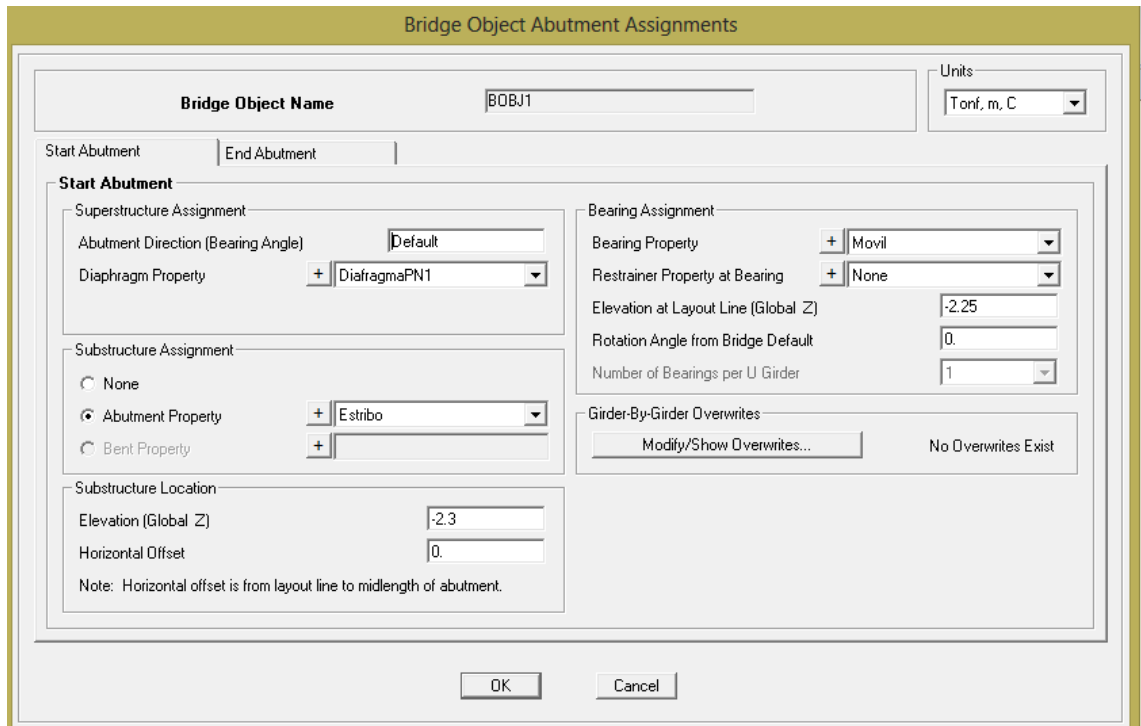 Bridge Object Abutment Assignments
Bridge Object Name
BOBJ1
Units
Tonf, m, C
Start Abutment
End Abutment
Start Abutment
Superstructure Assignment
Abutment Direction (Bearing Angle)
Default
Diaphragm Property
+
DiafragmaPN1
Substructure Assignment
None
Abutment Property
+
Estribo
Bent Property
+
Substructure Location
Elevation (Global Z)
-2.3
Horizontal Offset
0.
Note: Horizontal offset is from layout line to midlength of abutment.
Bearing Assignment
Bearing Property
+
Movil
Restrainer Property at Bearing
+
None
Elevation at Layout Line (Global Z)
-2.25
Rotation Angle from Bridge Default
0.
Number of Bearings per U Girder
1
Girder-By-Girder Overwrites
Modify/Show Overwrites...
No Overwrites Exist
OK
Cancel